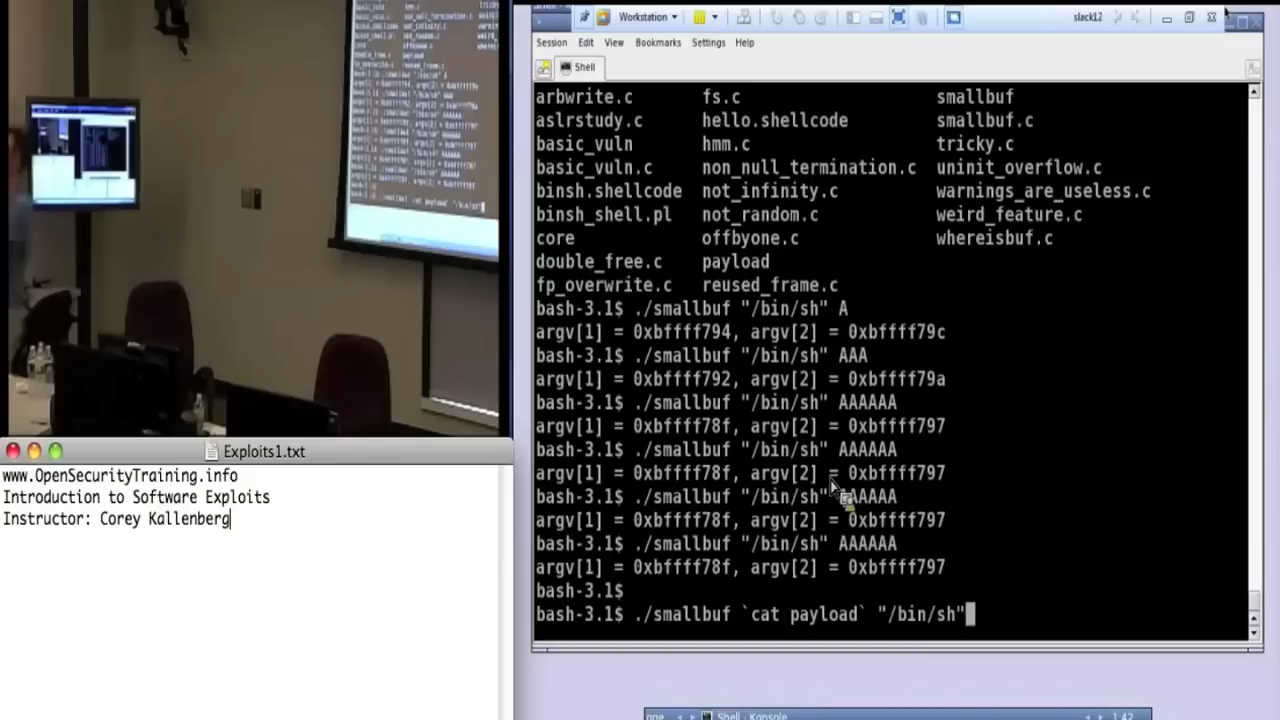 Workstation
slack12
Session Edit View Bookmarks Settings Help
Shell
arbwrite.c fs.c smallbuf
aslrstudy.c hello.shellcode smallbuf.c
basic_vuln hmm.c tricky.c
basic_vuln.c non_null_termination.c uninit_overflow.c
binsh.shellcode not_infinity.c warnings_are_useless.c
binsh_shell.pl not_random.c weird_feature.c
core offbyone.c whereisbuf.c
double_free.c payload
fp_overwrite.c reused_frame.c
bash-3.1$ ./smallbuf "/bin/sh" A
argv[1] = 0xbffff794, argv[2] = 0xbffff79c
bash-3.1$ ./smallbuf "/bin/sh" AAA
argv[1] = 0xbffff792, argv[2] = 0xbffff79a
bash-3.1$ ./smallbuf "/bin/sh" AAAAAA
argv[1] = 0xbffff78f, argv[2] = 0xbffff797
bash-3.1$ ./smallbuf "/bin/sh" AAAAAA
argv[1] = 0xbffff78f, argv[2] = 0xbffff797
bash-3.1$ ./smallbuf "/bin/sh" AAAAAA
argv[1] = 0xbffff78f, argv[2] = 0xbffff797
bash-3.1$ ./smallbuf "/bin/sh" AAAAAA
argv[1] = 0xbffff78f, argv[2] = 0xbffff797
bash-3.1$
bash-3.1$ ./smallbuf `cat payload` "/bin/sh"
Shell - Konsole
1:42
Exploits1.txt
www.OpenSecurityTraining.info
Introduction to Software Exploits
Instructor: Corey Kallenberg